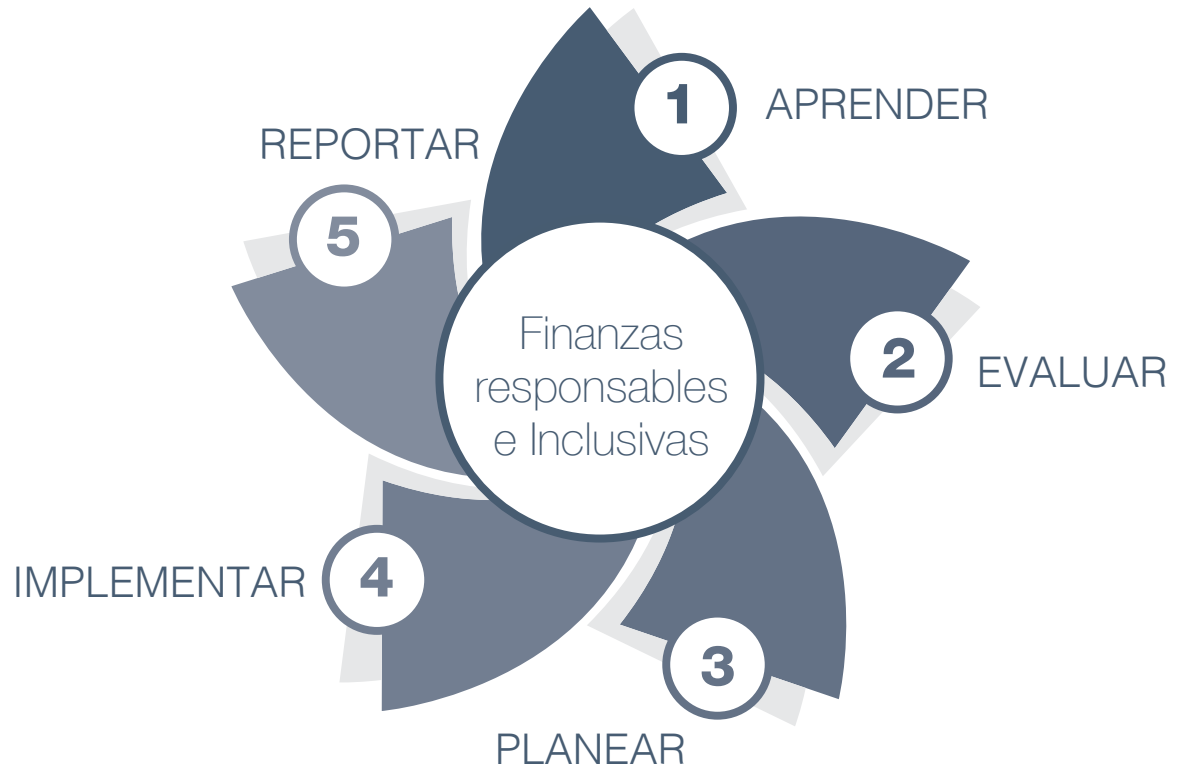 1
APRENDER
2
EVALUAR
3
PLANEAR
4
IMPLEMENTAR
5
REPORTAR
Finanzas
responsables
e Inclusivas